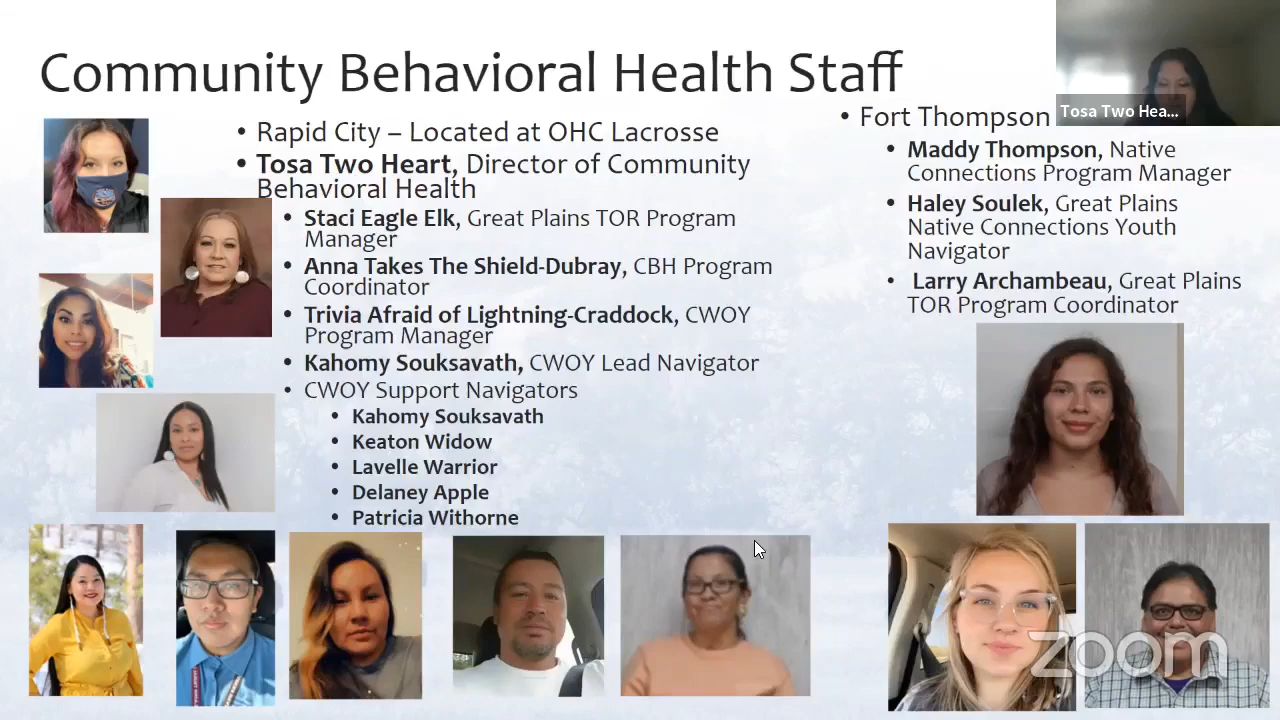 Community Behavioral Health Staff
• Rapid City – Located at OHC Lacrosse
• Tosa Two Heart, Director of Community
Behavioral Health
• Staci Eagle Elk, Great Plains TOR Program
Manager
• Anna Takes The Shield-Dubray, CBH Program
Coordinator
• Trivia Afraid of Lightning-Craddock, CWOY
Program Manager
• Kahomy Souksavath, CWOY Lead Navigator
• CWOY Support Navigators
• Kahomy Souksavath
• Keaton Widow
• Lavelle Warrior
• Delaney Apple
• Patricia Withorne
• Fort Thompson
• Maddy Thompson, Native
Connections Program Manager
• Haley Soulek, Great Plains
Native Connections Youth
Navigator
• Larry Archambeau, Great Plains
TOR Program Coordinator
Tosa Two Hea...
zoom